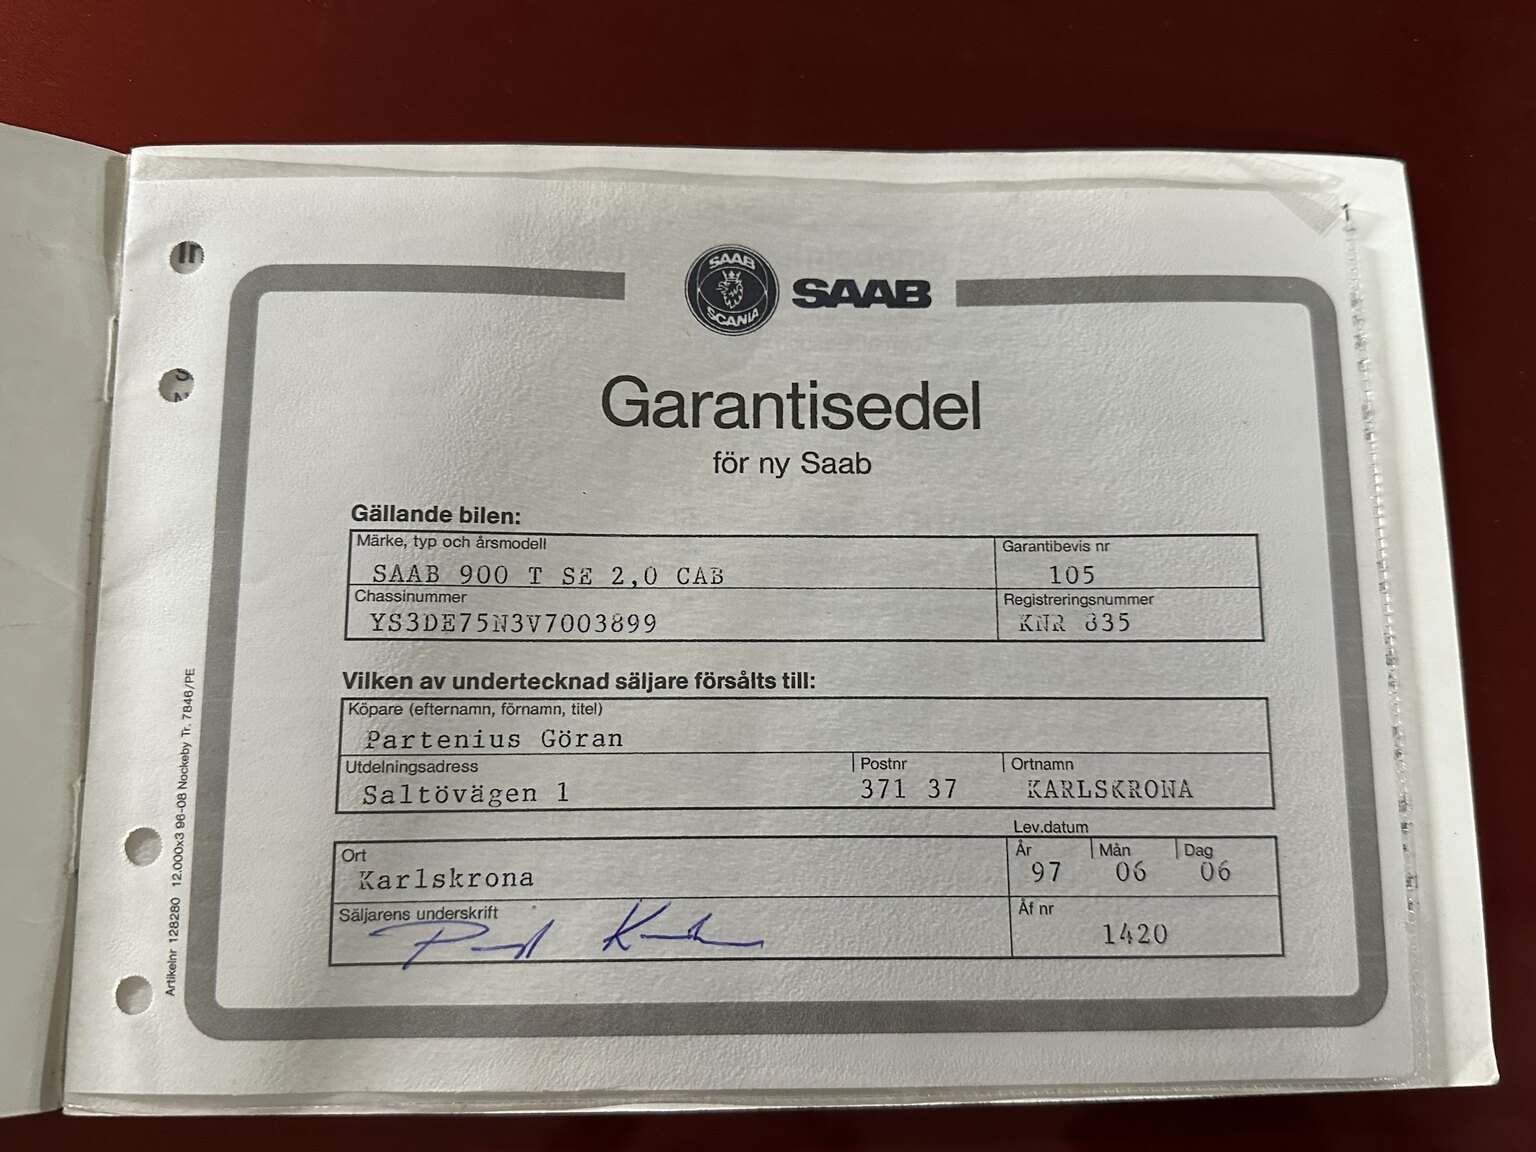 SAAB
SCANIA
SAAB
Garantisedel
för ny Saab
Gällande bilen:
Märke, typ och årsmodell
Garantibevis nr
SAAB 900 T SE 2,0 CAB
105
Chassinummer
Registreringsnummer
YS3DE75N3V7003899
KNR 835
Vilken av undertecknad säljare försålts till:
Köpare (efternamn, förnamn, titel)
Partenius Göran
Utdelningsadress
Postnr
Ortnamn
Saltövägen 1
371 37
KARLSKRONA
Lev.datum
Ort
År
Mån
Dag
Karlskrona
97
06
06
Säljarens underskrift
Åf nr
1420
Artikelnr 128280 12.000x3 96-08 Nockeby Tr. 7846/PE